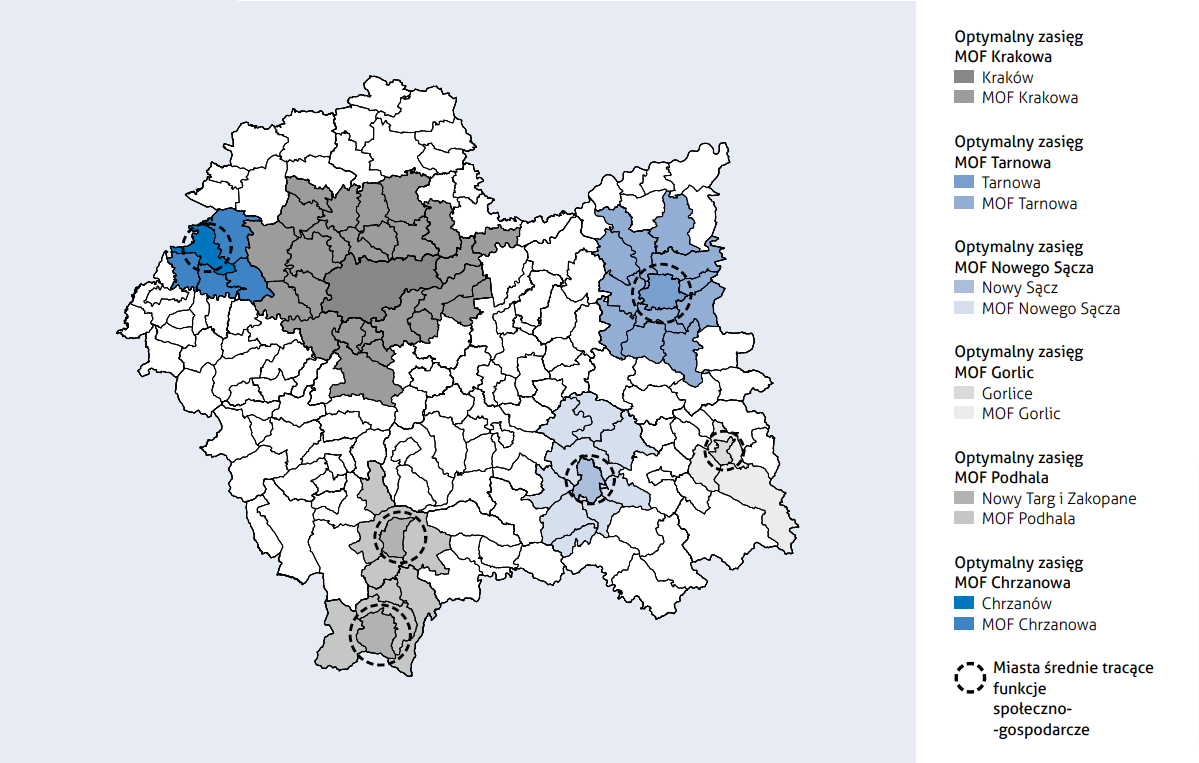 Optymalny zasięg
MOF Krakowa
Kraków
MOF Krakowa
Optymalny zasięg
MOF Tarnowa
Tarnowa
MOF Tarnowa
Optymalny zasięg
MOF Nowego Sącza
Nowy Sącz
MOF Nowego Sącza
Optymalny zasięg
MOF Gorlic
Gorlice
MOF Gorlic
Optymalny zasięg
MOF Podhala
Nowy Targ i Zakopane
MOF Podhala
Optymalny zasięg
MOF Chrzanowa
Chrzanów
MOF Chrzanowa
Miasta średnie tracące
funkcje
społeczno-
-gospodarcze